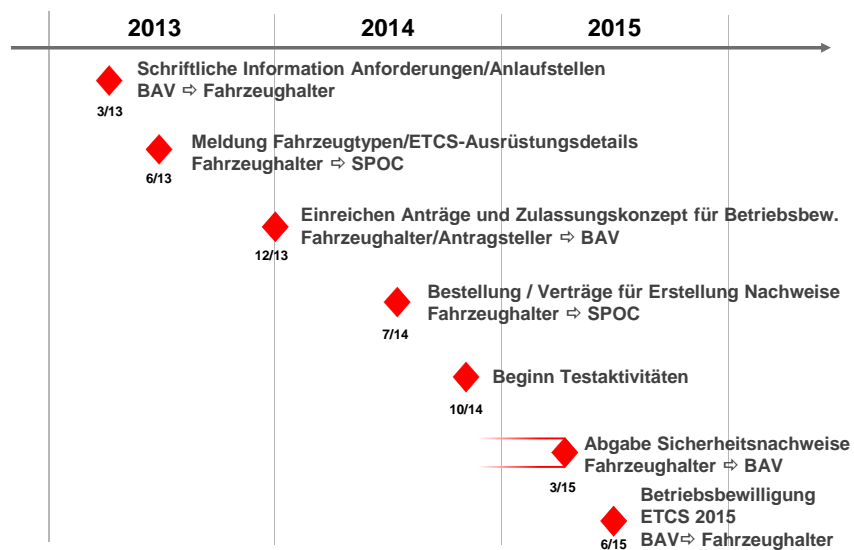 2013 2014 2015
Schriftliche Information Anforderungen/Anlaufstellen
BAV ⇨ Fahrzeughalter
3/13
Meldung Fahrzeugtypen/ETCS-Ausrüstungsdetails
Fahrzeughalter ⇨ SPOC
6/13
Einreichen Anträge und Zulassungskonzept für Betriebsbew.
Fahrzeughalter/Antragsteller ⇨ BAV
12/13
Bestellung / Verträge für Erstellung Nachweise
Fahrzeughalter ⇨ SPOC
7/14
Beginn Testaktivitäten
10/14
Abgabe Sicherheitsnachweise
Fahrzeughalter ⇨ BAV
3/15
Betriebsbewilligung
ETCS 2015
BAV⇨ Fahrzeughalter
6/15